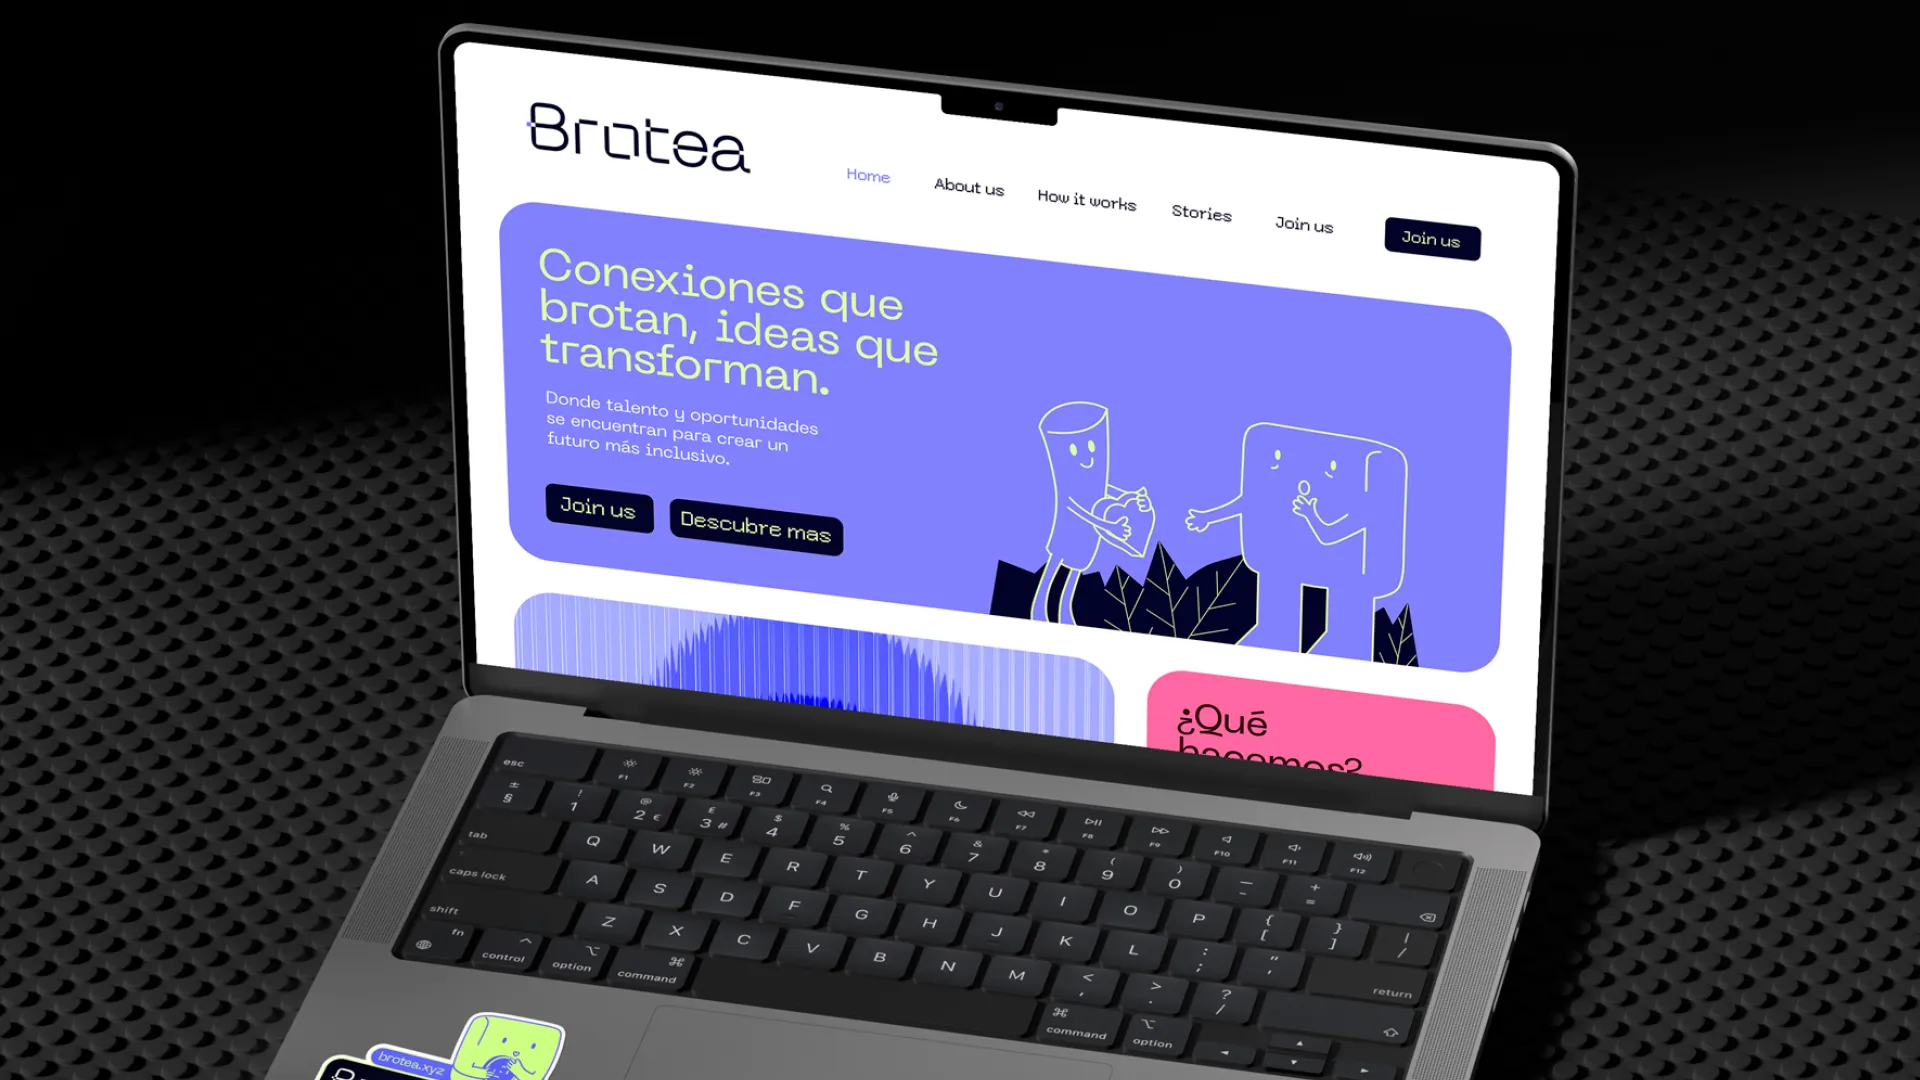 Brotea
Home
About us
How it works
Stories
Join us
Join us
Conexiones que
brotan, ideas que
transforman.
Donde talento y oportunidades
se encuentran para crear un
futuro más inclusivo.
Join us
Descubre mas
¿Qué
hacemos?
esc
F1
F2
F3
F4
F5
F6
F7
F8
F9
F10
F11
F12
± §
! 1
@ 2 €
£ 3 #
$ 4
% 5
^ 6
& 7
* 8
( 9
) 0
— -
+ =
tab
Q
W
E
R
T
Y
U
I
O
P
{ [
} ]
caps lock
A
S
D
F
G
H
J
K
L
: ;
" '
| /
return
shift
Z
X
C
V
B
N
M
< ,
> .
? /
fn
control
option
command
command
option
brotea.xyz